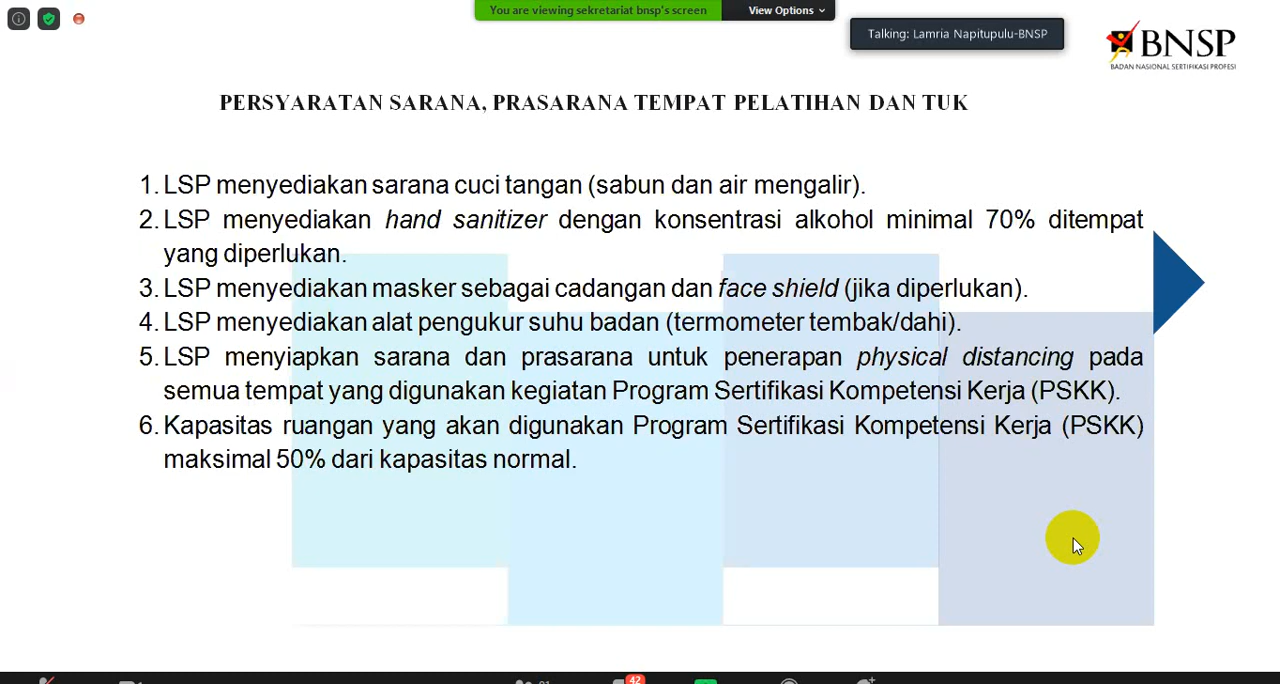 You are viewing sekretariat bnsp's screen
View Options
Talking: Lamria Napitupulu-BNSP
BNSP
BADAN NASIONAL SERTIFIKASI PROFESI
PERSYARATAN SARANA, PRASARANA TEMPAT PELATIHAN DAN TUK
1. LSP menyediakan sarana cuci tangan (sabun dan air mengalir).
2. LSP menyediakan hand sanitizer dengan konsentrasi alkohol minimal 70% ditempat
yang diperlukan.
3. LSP menyediakan masker sebagai cadangan dan face shield (jika diperlukan).
4. LSP menyediakan alat pengukur suhu badan (termometer tembak/dahi).
5. LSP menyiapkan sarana dan prasarana untuk penerapan physical distancing pada
semua tempat yang digunakan kegiatan Program Sertifikasi Kompetensi Kerja (PSKK).
6. Kapasitas ruangan yang akan digunakan Program Sertifikasi Kompetensi Kerja (PSKK)
maksimal 50% dari kapasitas normal.
42